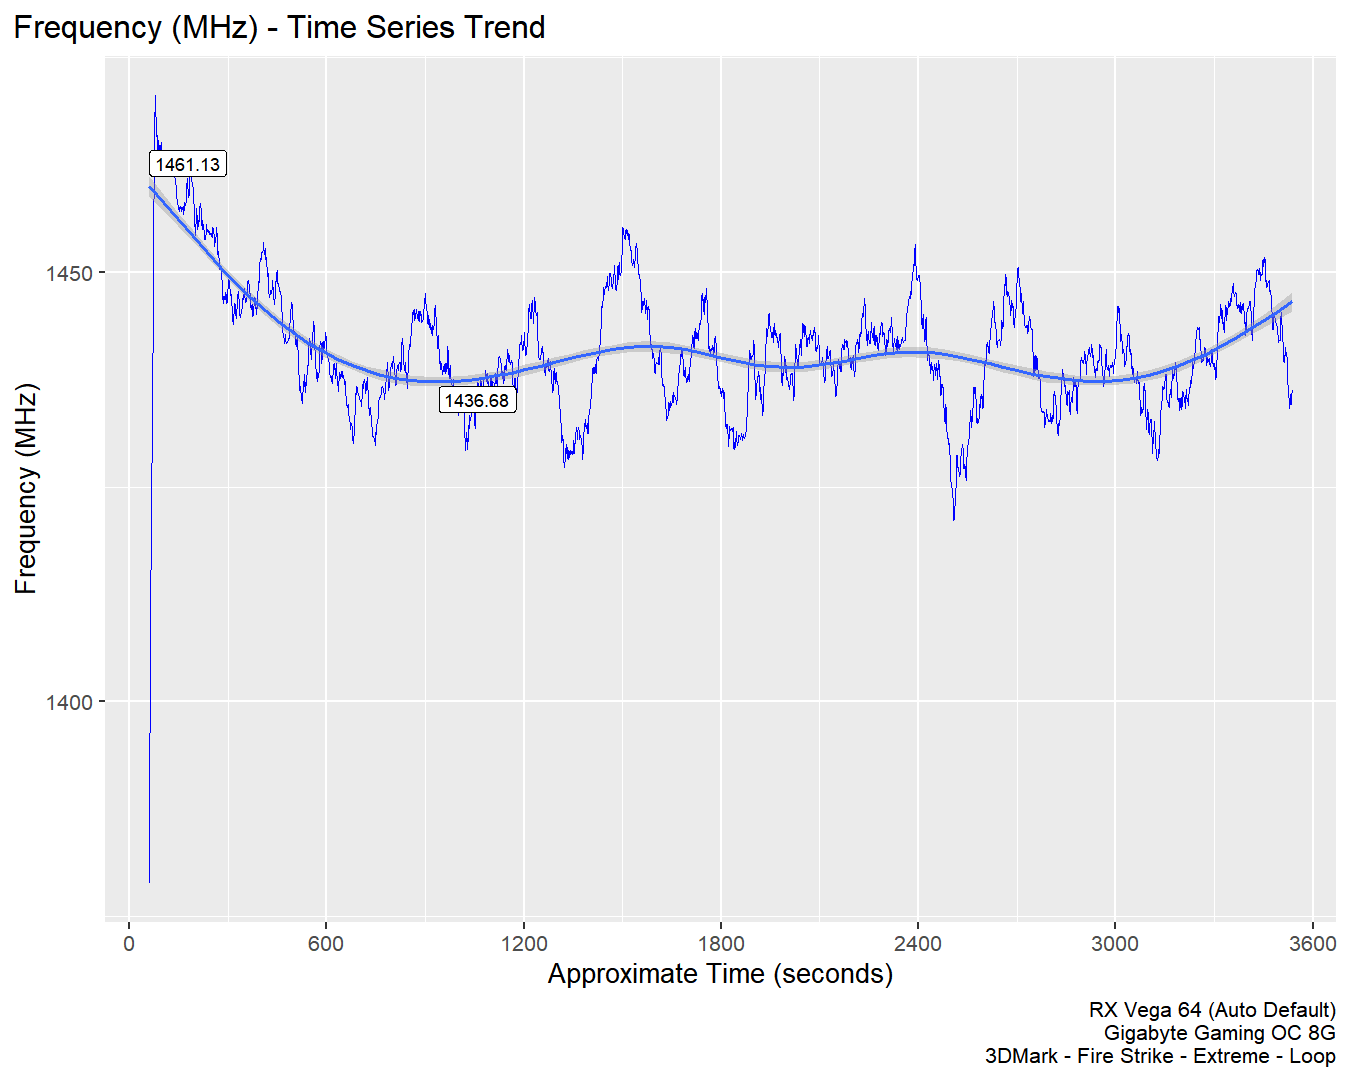 Frequency (MHz) - Time Series Trend
1461.13
1450
1436.68
Frequency (MHz)
1400
0 600 1200 1800 2400 3000 3600
Approximate Time (seconds)
RX Vega 64 (Auto Default)
Gigabyte Gaming OC 8G
3DMark - Fire Strike - Extreme - Loop